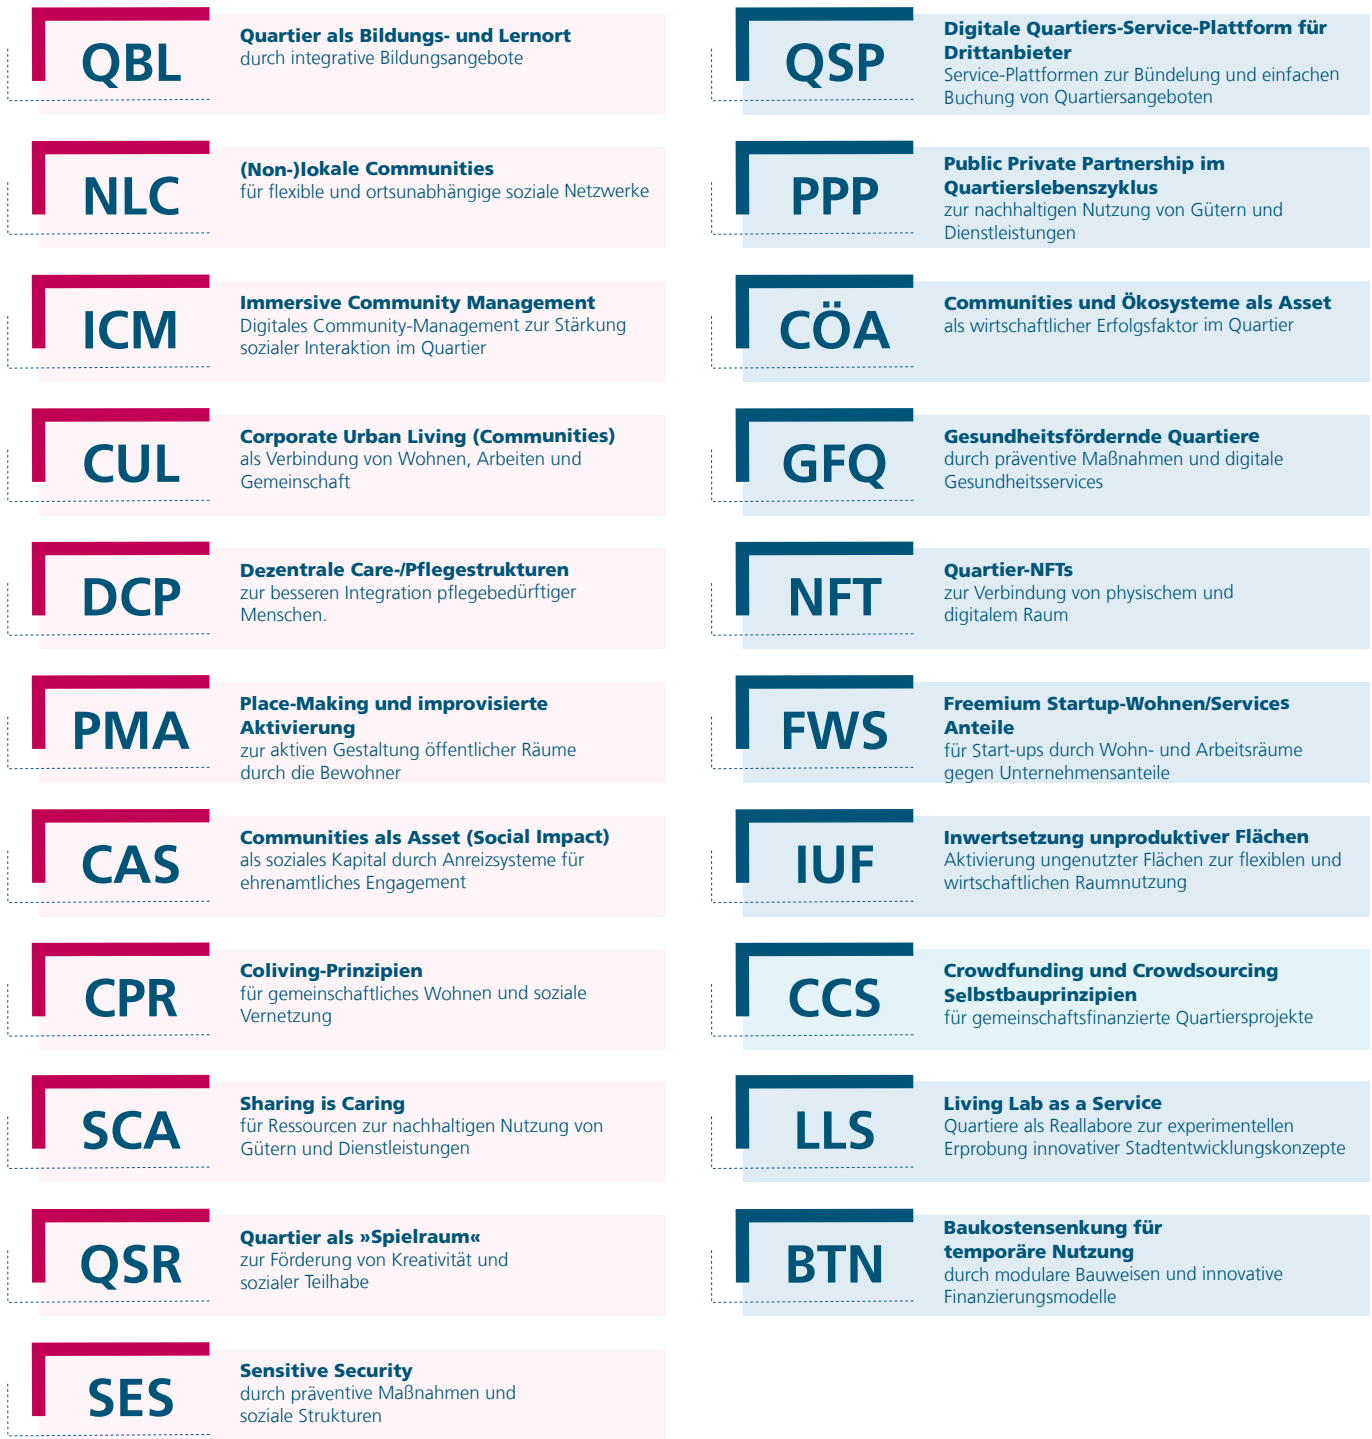 QBL
Quartier als Bildungs- und Lernort
durch integrative Bildungsangebote
NLC
(Non-)lokale Communities
für flexible und ortsunabhängige soziale Netzwerke
ICM
Immersive Community Management
Digitales Community-Management zur Stärkung
sozialer Interaktion im Quartier
CUL
Corporate Urban Living (Communities)
als Verbindung von Wohnen, Arbeiten und
Gemeinschaft
DCP
Dezentrale Care-/Pflegestrukturen
zur besseren Integration pflegebedürftiger
Menschen.
PMA
Place-Making und improvisierte
Aktivierung
zur aktiven Gestaltung öffentlicher Räume
durch die Bewohner
CAS
Communities als Asset (Social Impact)
als soziales Kapital durch Anreizsysteme für
ehrenamtliches Engagement
CPR
Coliving-Prinzipien
für gemeinschaftliches Wohnen und soziale
Vernetzung
SCA
Sharing is Caring
für Ressourcen zur nachhaltigen Nutzung von
Gütern und Dienstleistungen
QSR
Quartier als »Spielraum«
zur Förderung von Kreativität und
sozialer Teilhabe
SES
Sensitive Security
durch präventive Maßnahmen und
soziale Strukturen
QSP
Digitale Quartiers-Service-Plattform für
Drittanbieter
Service-Plattformen zur Bündelung und einfachen
Buchung von Quartiersangeboten
PPP
Public Private Partnership im
Quartierslebenszyklus
zur nachhaltigen Nutzung von Gütern und
Dienstleistungen
CÖA
Communities und Ökosysteme als Asset
als wirtschaftlicher Erfolgsfaktor im Quartier
GFQ
Gesundheitsfördernde Quartiere
durch präventive Maßnahmen und digitale
Gesundheitsservices
NFT
Quartier-NFTs
zur Verbindung von physischem und
digitalem Raum
FWS
Freemium Startup-Wohnen/Services
Anteile
für Start-ups durch Wohn- und Arbeitsräume
gegen Unternehmensanteile
IUF
Inwertsetzung unproduktiver Flächen
Aktivierung ungenutzter Flächen zur flexiblen und
wirtschaftlichen Raumnutzung
CCS
Crowdfunding und Crowdsourcing
Selbstbauprinzipien
für gemeinschaftsfinanzierte Quartiersprojekte
LLS
Living Lab as a Service
Quartiere als Reallabore zur experimentellen
Erprobung innovativer Stadtentwicklungskonzepte
BTN
Baukostensenkung für
temporäre Nutzung
durch modulare Bauweisen und innovative
Finanzierungsmodelle